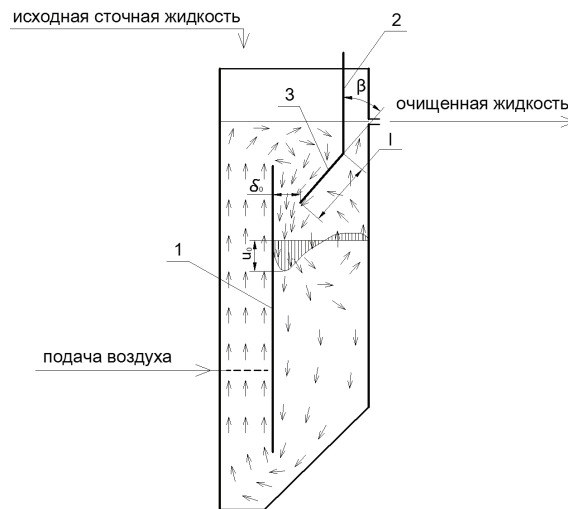 исходная сточная жидкость
2
β
3
очищенная жидкость
l
δ₀
u₀
1
подача воздуха